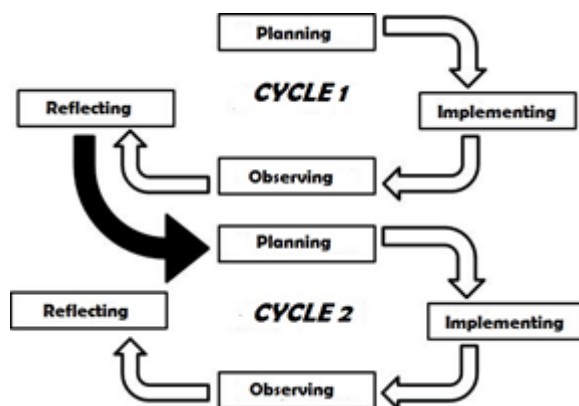 Planning
CYCLE 1
Reflecting
Implementing
Observing
Planning
Reflecting
CYCLE 2
Implementing
Observing